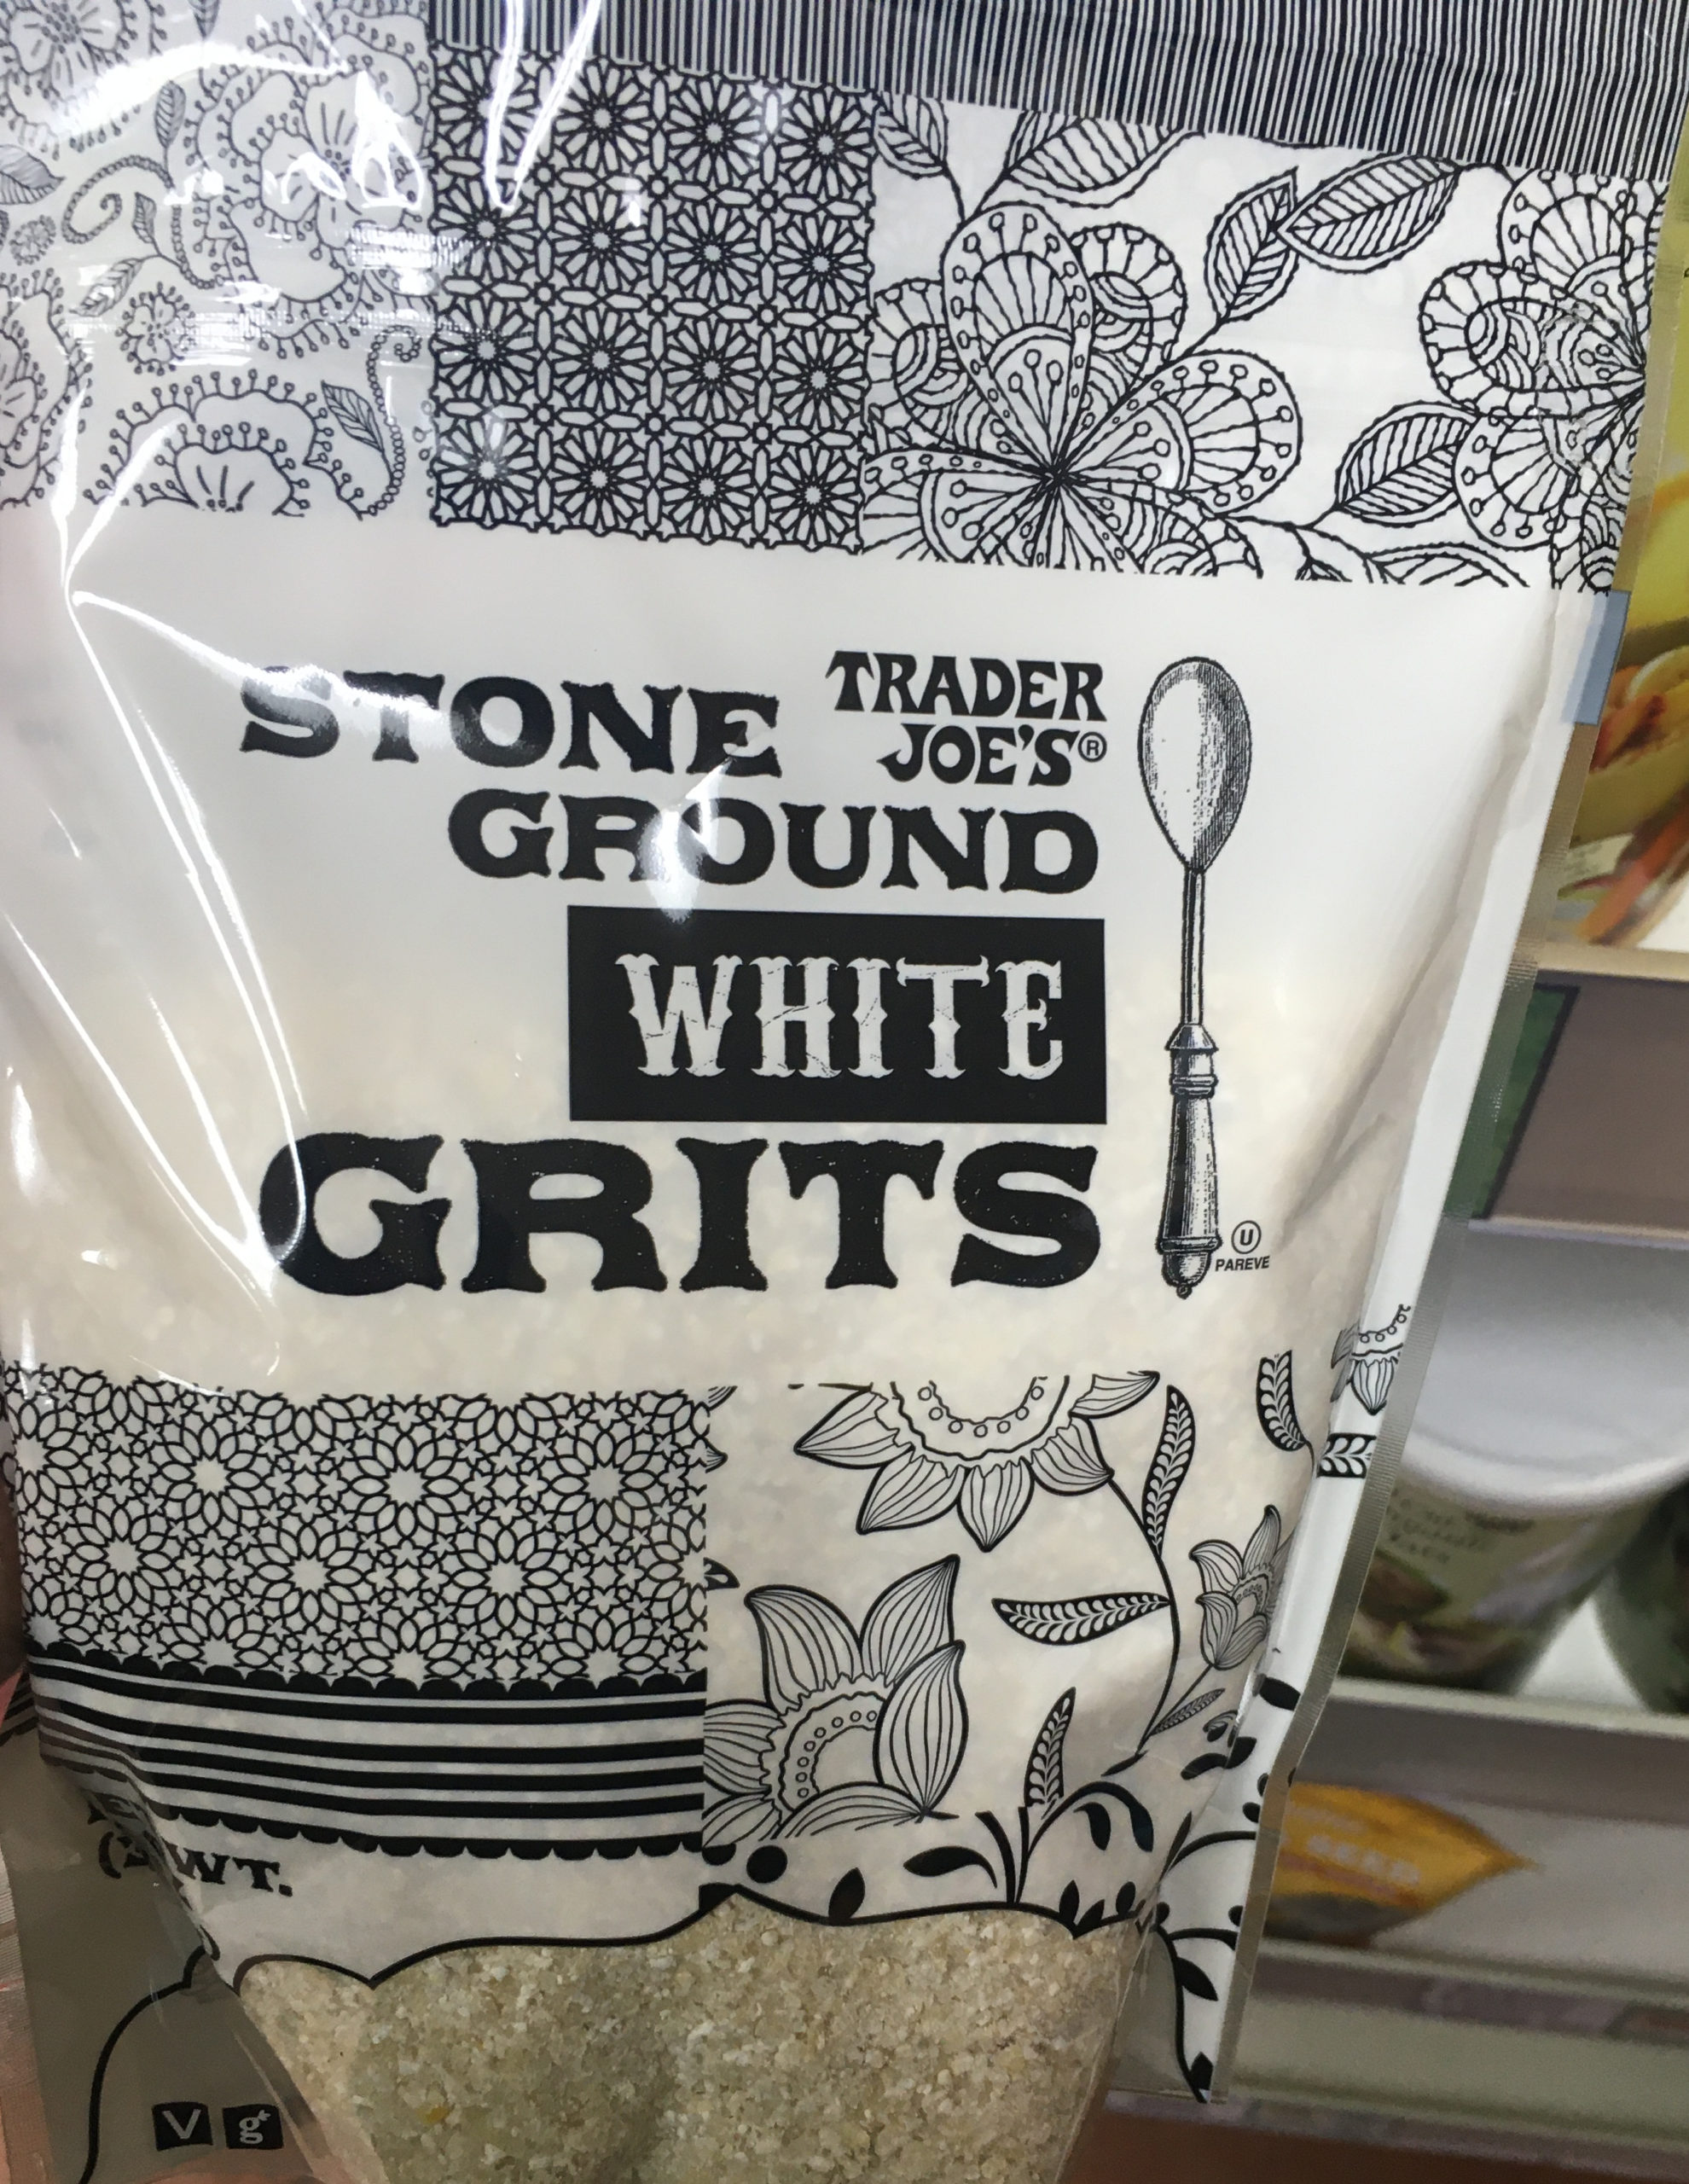 STONE
TRADER
JOE'S®
GROUND
WHITE
GRITS
U
PAREVE
WT.
V g